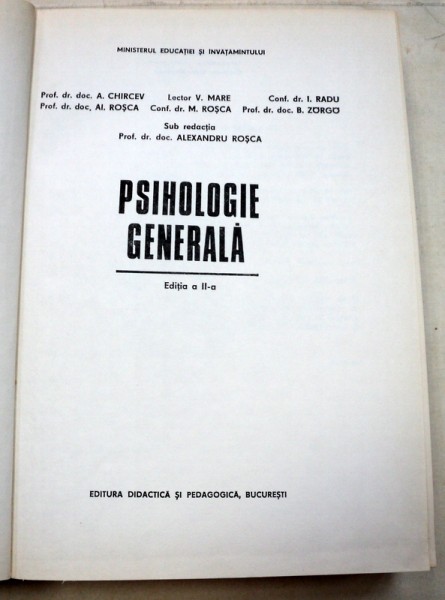 MINISTERUL EDUCAȚIEI ȘI INVATAMINTULUI
Prof. dr. doc. A. CHIRCEV Lector V. MARE Conf. dr. I. RADU
Prof. dr. doc, Al. ROȘCA Conf. dr. M. ROȘCA Prof. dr. doc. B. ZÖRGÖ
Sub redacția
Prof. dr. doc. ALEXANDRU ROȘCA
PSIHOLOGIE
GENERALĂ
Ediția a II-a
EDITURA DIDACTICĂ ȘI PEDAGOGICĂ, BUCUREȘTI